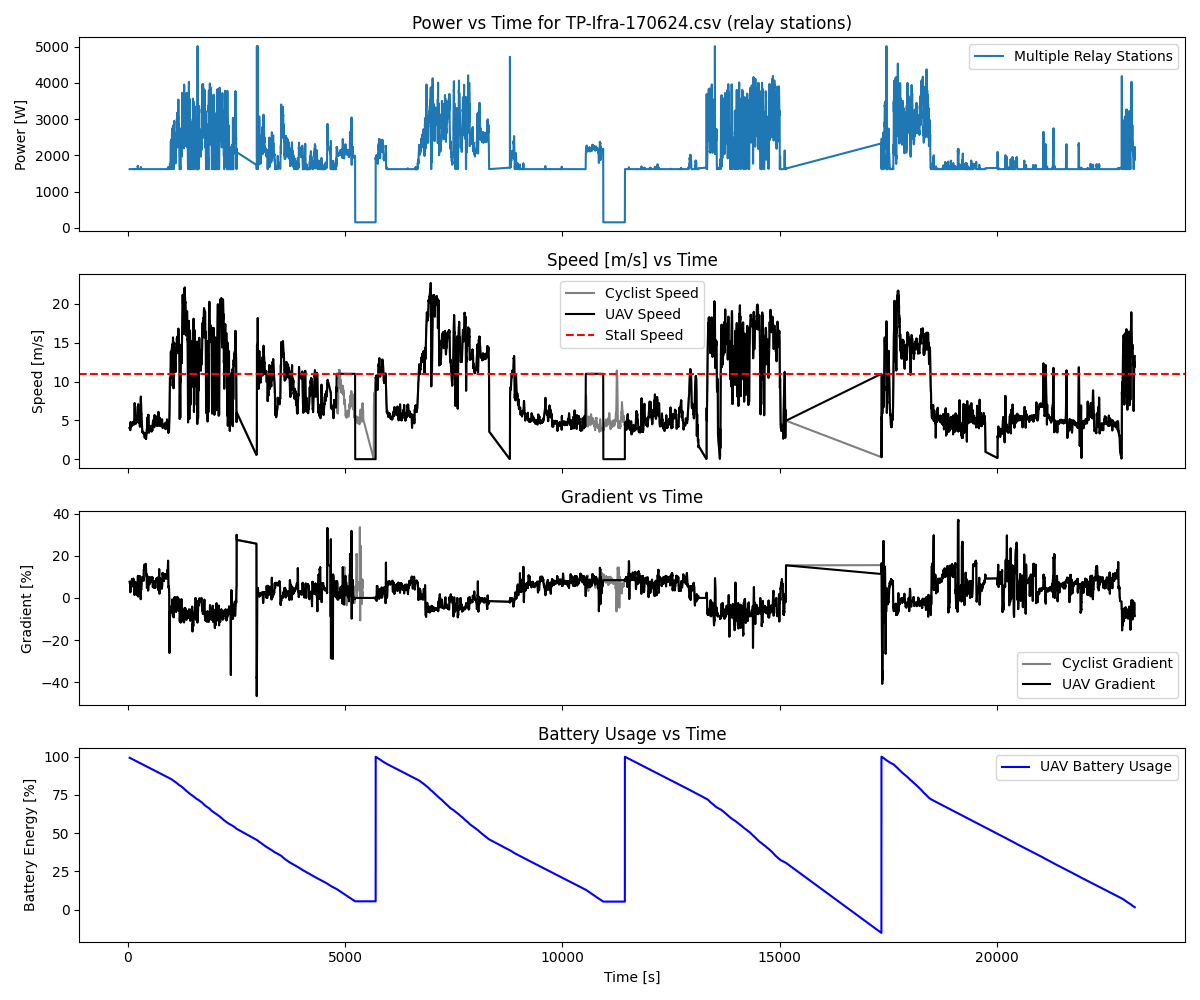 Power vs Time for TP-Ifra-170624.csv (relay stations)
5000
4000
3000
2000
1000
0
Power [W]
Multiple Relay Stations
Speed [m/s] vs Time
20
15
10
5
0
Speed [m/s]
Cyclist Speed
UAV Speed
Stall Speed
Gradient vs Time
40
20
0
−20
−40
Gradient [%]
Cyclist Gradient
UAV Gradient
Battery Usage vs Time
100
75
50
25
0
Battery Energy [%]
UAV Battery Usage
0 5000 10000 15000 20000
Time [s]